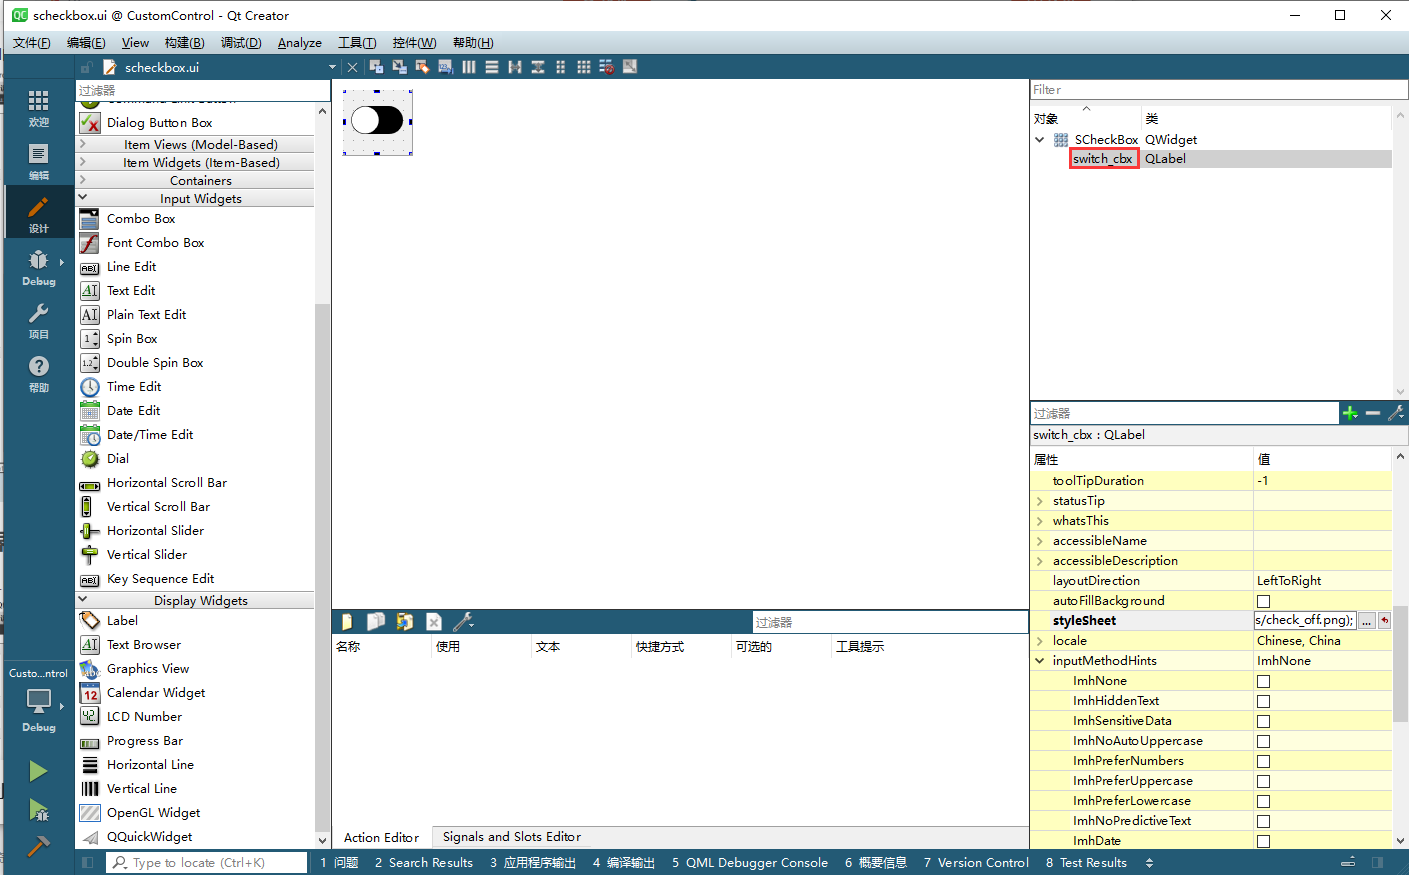 scheckbox.ui @ CustomControl - Qt Creator
文件(F) 编辑(E) View 构建(B) 调试(D) Analyze 工具(T) 控件(W) 帮助(H)
scheckbox.ui
欢迎
编辑
设计
Debug
项目
帮助
Custo...ntrol
Debug
过滤器
Command Link Button
Dialog Button Box
Item Views (Model-Based)
Item Widgets (Item-Based)
Containers
Input Widgets
Combo Box
Font Combo Box
Line Edit
Text Edit
Plain Text Edit
Spin Box
Double Spin Box
Time Edit
Date Edit
Date/Time Edit
Dial
Horizontal Scroll Bar
Vertical Scroll Bar
Horizontal Slider
Vertical Slider
Key Sequence Edit
Display Widgets
Label
Text Browser
Graphics View
Calendar Widget
LCD Number
Progress Bar
Horizontal Line
Vertical Line
OpenGL Widget
QQuickWidget
过滤器
名称 使用 文本 快捷方式 可选的 工具提示
Action Editor Signals and Slots Editor
Filter
对象 类
SCheckBox QWidget
switch_cbx QLabel
过滤器
switch_cbx : QLabel
属性 值
toolTipDuration -1
statusTip
whatsThis
accessibleName
accessibleDescription
layoutDirection LeftToRight
autoFillBackground
styleSheet s/check_off.png); ...
locale Chinese, China
inputMethodHints ImhNone
ImhNone
ImhHiddenText
ImhSensitiveData
ImhNoAutoUppercase
ImhPreferNumbers
ImhPreferUppercase
ImhPreferLowercase
ImhNoPredictiveText
ImhDate
Type to locate (Ctrl+K) 1 问题 2 Search Results 3 应用程序输出 4 编译输出 5 QML Debugger Console 6 概要信息 7 Version Control 8 Test Results